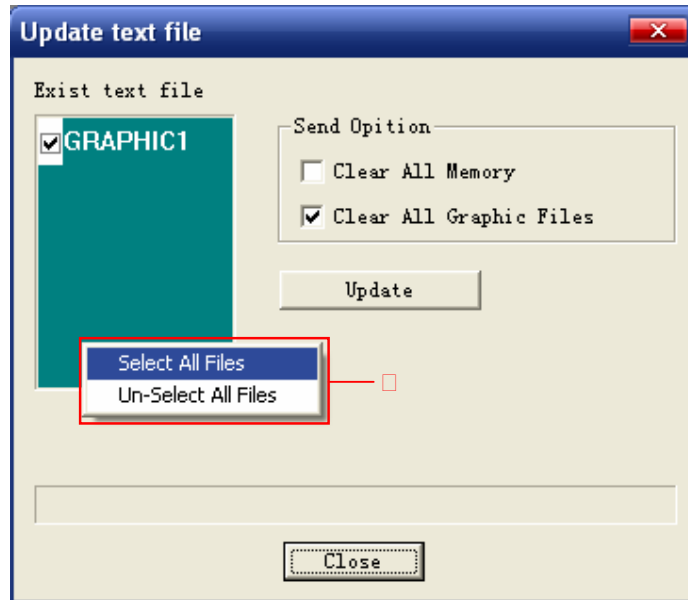 Update text file
Exist text file
GRAPHIC1
Send Opition
Clear All Memory
Clear All Graphic Files
Update
Select All Files
Un-Select All Files
Close